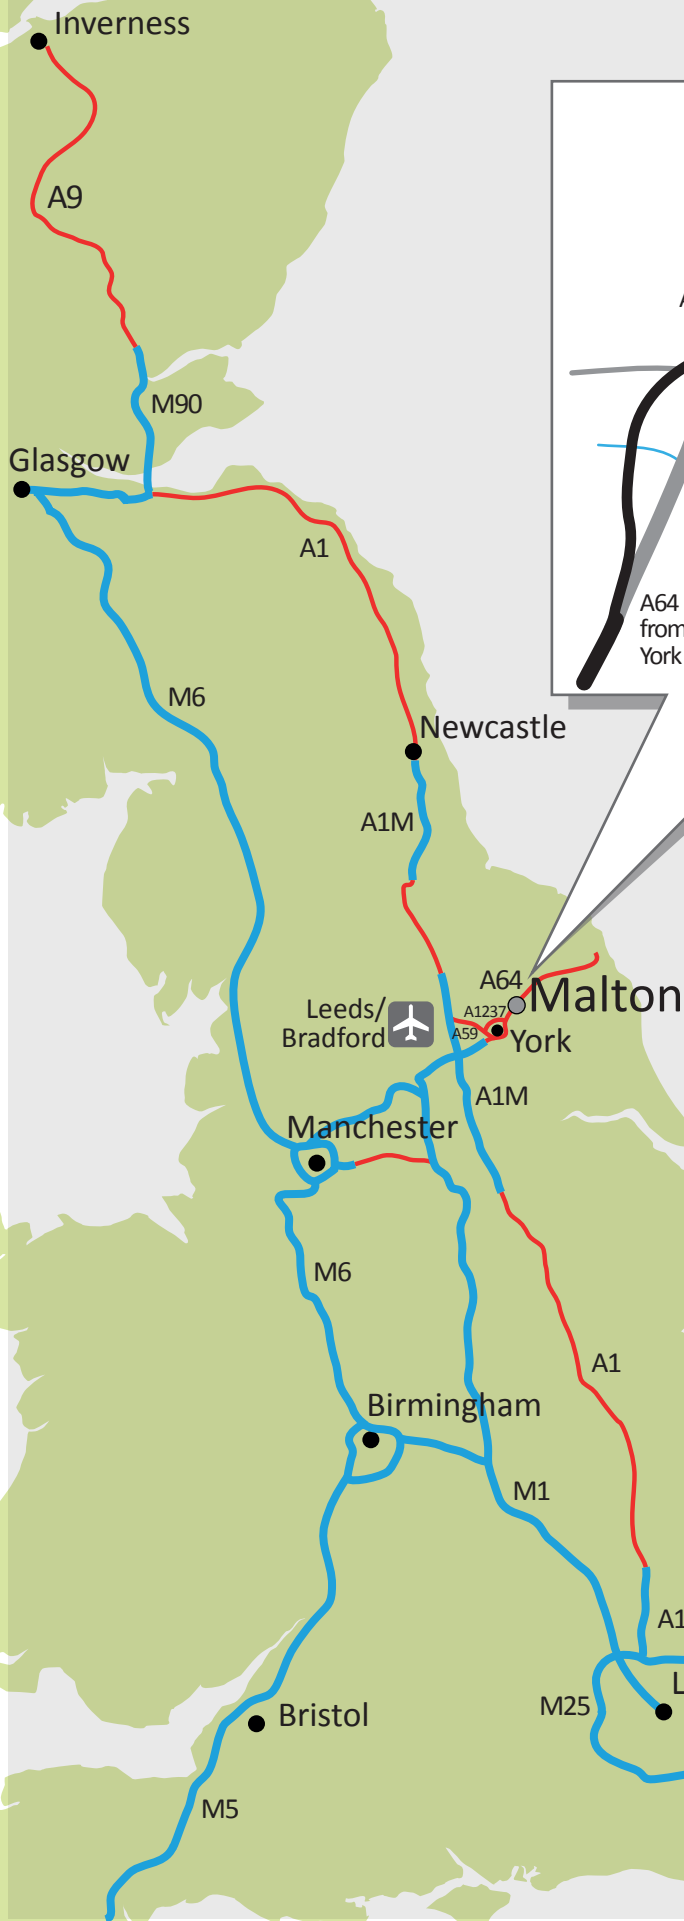 Inverness
A9
M90
Glasgow
A1
A64
from
York
M6
Newcastle
A1M
A64
Malton
A1237
Leeds/
Bradford
A59
York
A1M
Manchester
M6
A1
Birmingham
M1
A1
L
M25
Bristol
M5